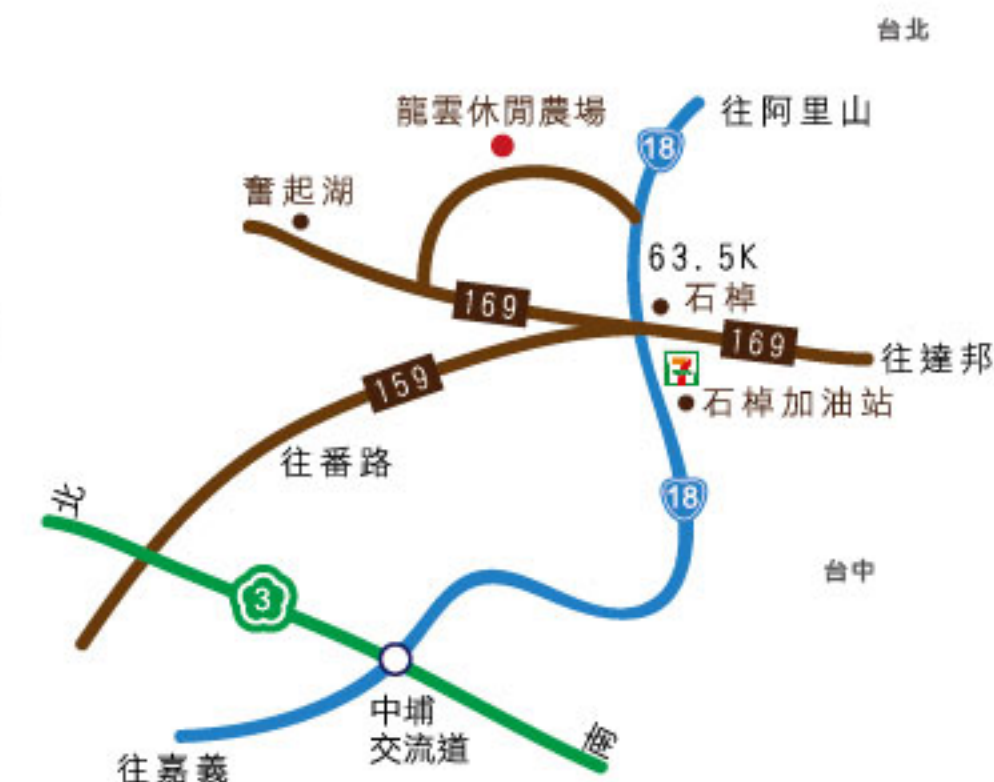 台北
龍雲休閒農場
往阿里山
18
奮起湖
63.5K
石棹
169
169
往達邦
7
159
石棹加油站
往番路
北
18
台中
3
中埔
交流道
南
往嘉義